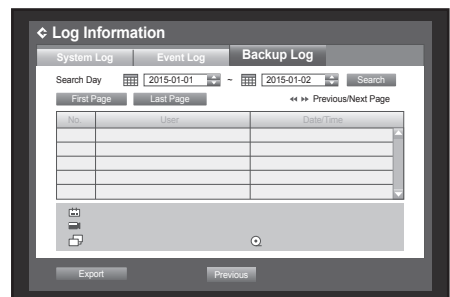 Log Information
System Log Event Log Backup Log
Search Day 2015-01-01 ~ 2015-01-02 Search
First Page Last Page Previous/Next Page
No. User Date/Time
Export Previous